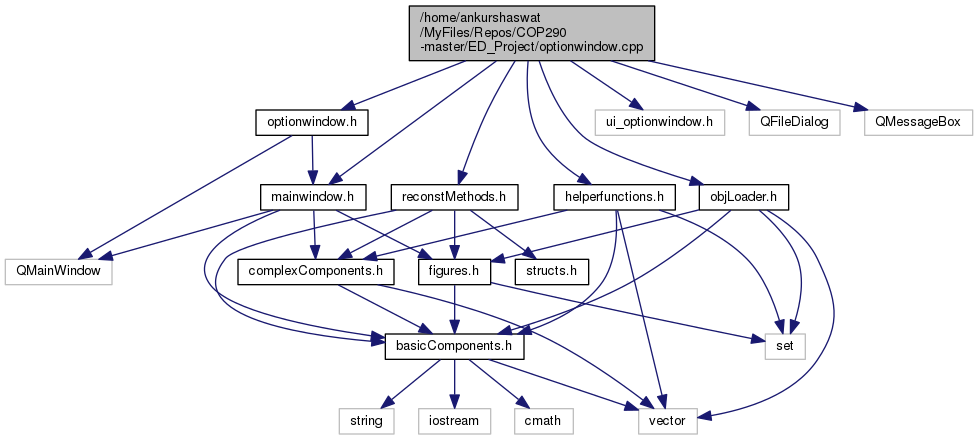 /home/ankurshaswat
/MyFiles/Repos/COP290
-master/ED_Project/optionwindow.cpp
optionwindow.h
ui_optionwindow.h
QFileDialog
QMessageBox
mainwindow.h
reconstMethods.h
helperfunctions.h
objLoader.h
QMainWindow
complexComponents.h
figures.h
structs.h
basicComponents.h
set
string
iostream
cmath
vector